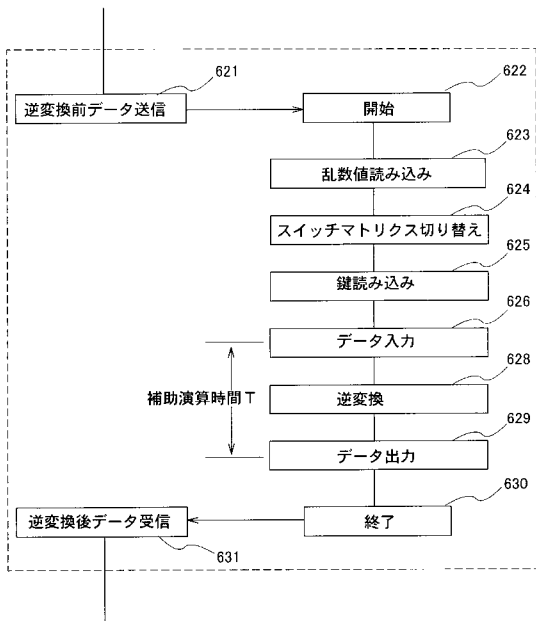 621
622
逆変換前データ送信
開始
623
乱数値読み込み
624
スイッチマトリクス切り替え
625
鍵読み込み
626
データ入力
628
補助演算時間T
逆変換
629
データ出力
630
逆変換後データ受信
終了
631